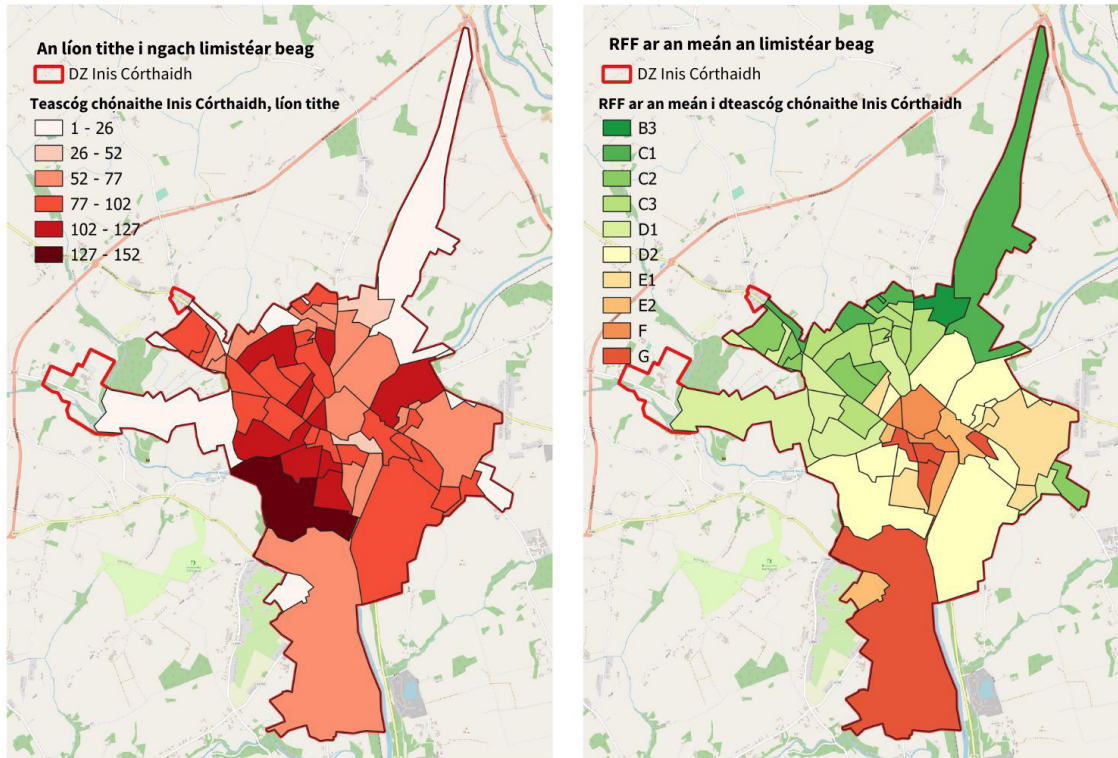 An líon tithe i ngach limistéar beag
DZ Inis Córthaidh
Teascóg chónaithe Inis Córthaidh, líon tithe
1 - 26
26 - 52
52 - 77
77 - 102
102 - 127
127 - 152
RFF ar an meán an limistéar beag
DZ Inis Córthaidh
RFF ar an meán i dteascóg chónaithe Inis Córthaidh
B3
C1
C2
C3
D1
D2
E1
E2
F
G